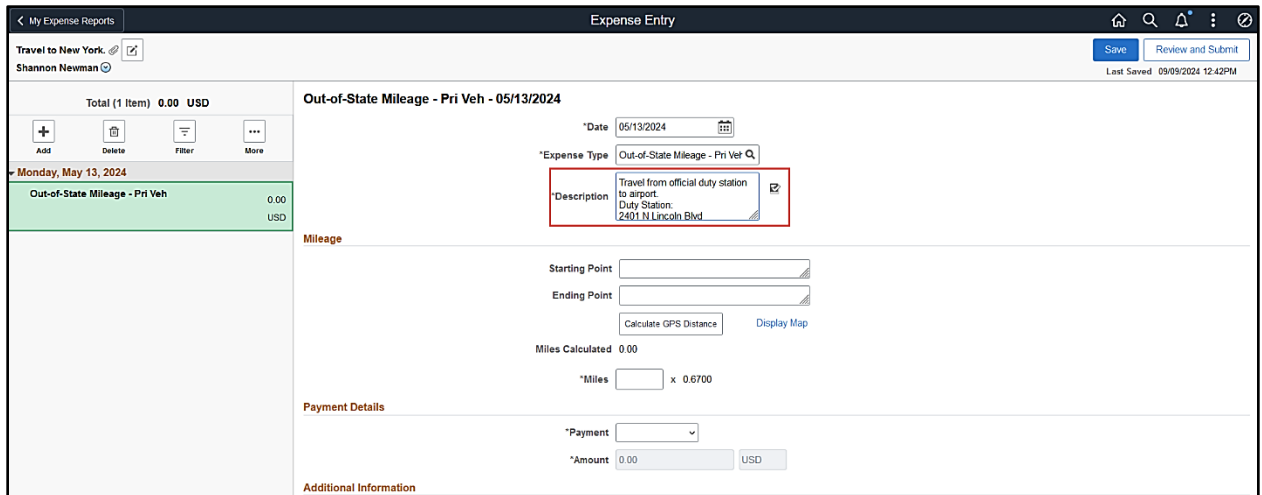 My Expense Reports
Expense Entry
Travel to New York.
Shannon Newman
Save
Review and Submit
Last Saved 09/09/2024 12:42PM
Total (1 Item) 0.00 USD
Add
Delete
Filter
More
Monday, May 13, 2024
Out-of-State Mileage - Pri Veh
0.00
USD
Out-of-State Mileage - Pri Veh - 05/13/2024
*Date 05/13/2024
*Expense Type Out-of-State Mileage - Pri Veh
*Description
Travel from official duty station
to airport.
Duty Station:
2401 N Lincoln Blvd
Mileage
Starting Point
Ending Point
Calculate GPS Distance
Display Map
Miles Calculated 0.00
*Miles x 0.6700
Payment Details
*Payment
*Amount 0.00 USD
Additional Information